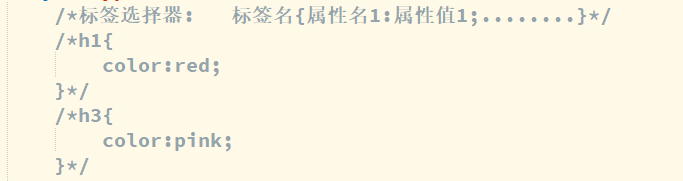 /*标签选择器： 标签名{属性名1:属性值1;........}*/
/*h1{
color:red;
}*/
/*h3{
color:pink;
}*/